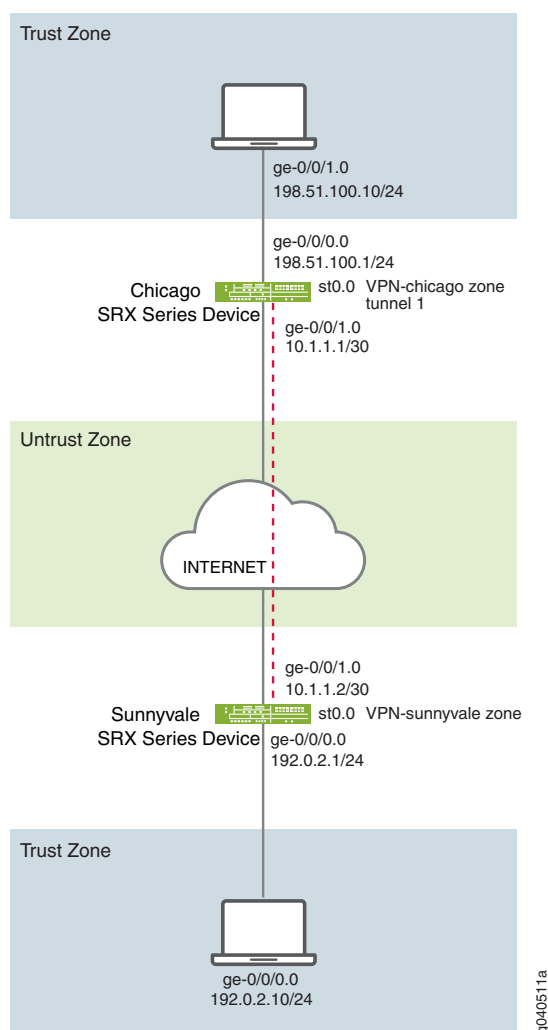 Trust Zone
ge-0/0/1.0
198.51.100.10/24
ge-0/0/0.0
198.51.100.1/24
Chicago
SRX Series Device
st0.0 VPN-chicago zone
tunnel 1
ge-0/0/1.0
10.1.1.1/30
Untrust Zone
INTERNET
ge-0/0/1.0
10.1.1.2/30
Sunnyvale
SRX Series Device
st0.0 VPN-sunnyvale zone
ge-0/0/0.0
192.0.2.1/24
Trust Zone
ge-0/0/0.0
192.0.2.10/24
g040511a